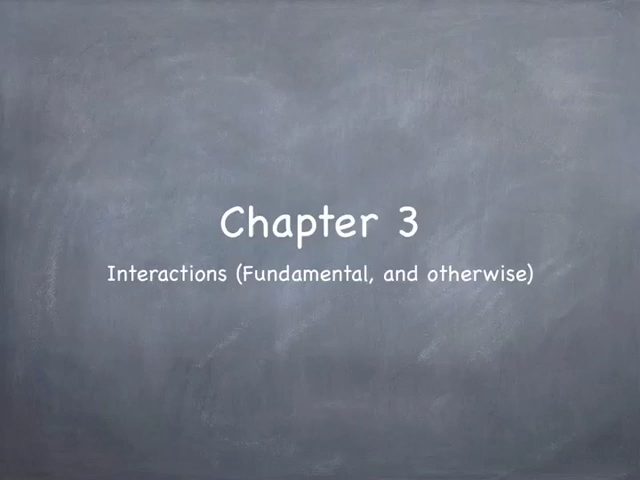 Chapter 3
Interactions (Fundamental, and otherwise)